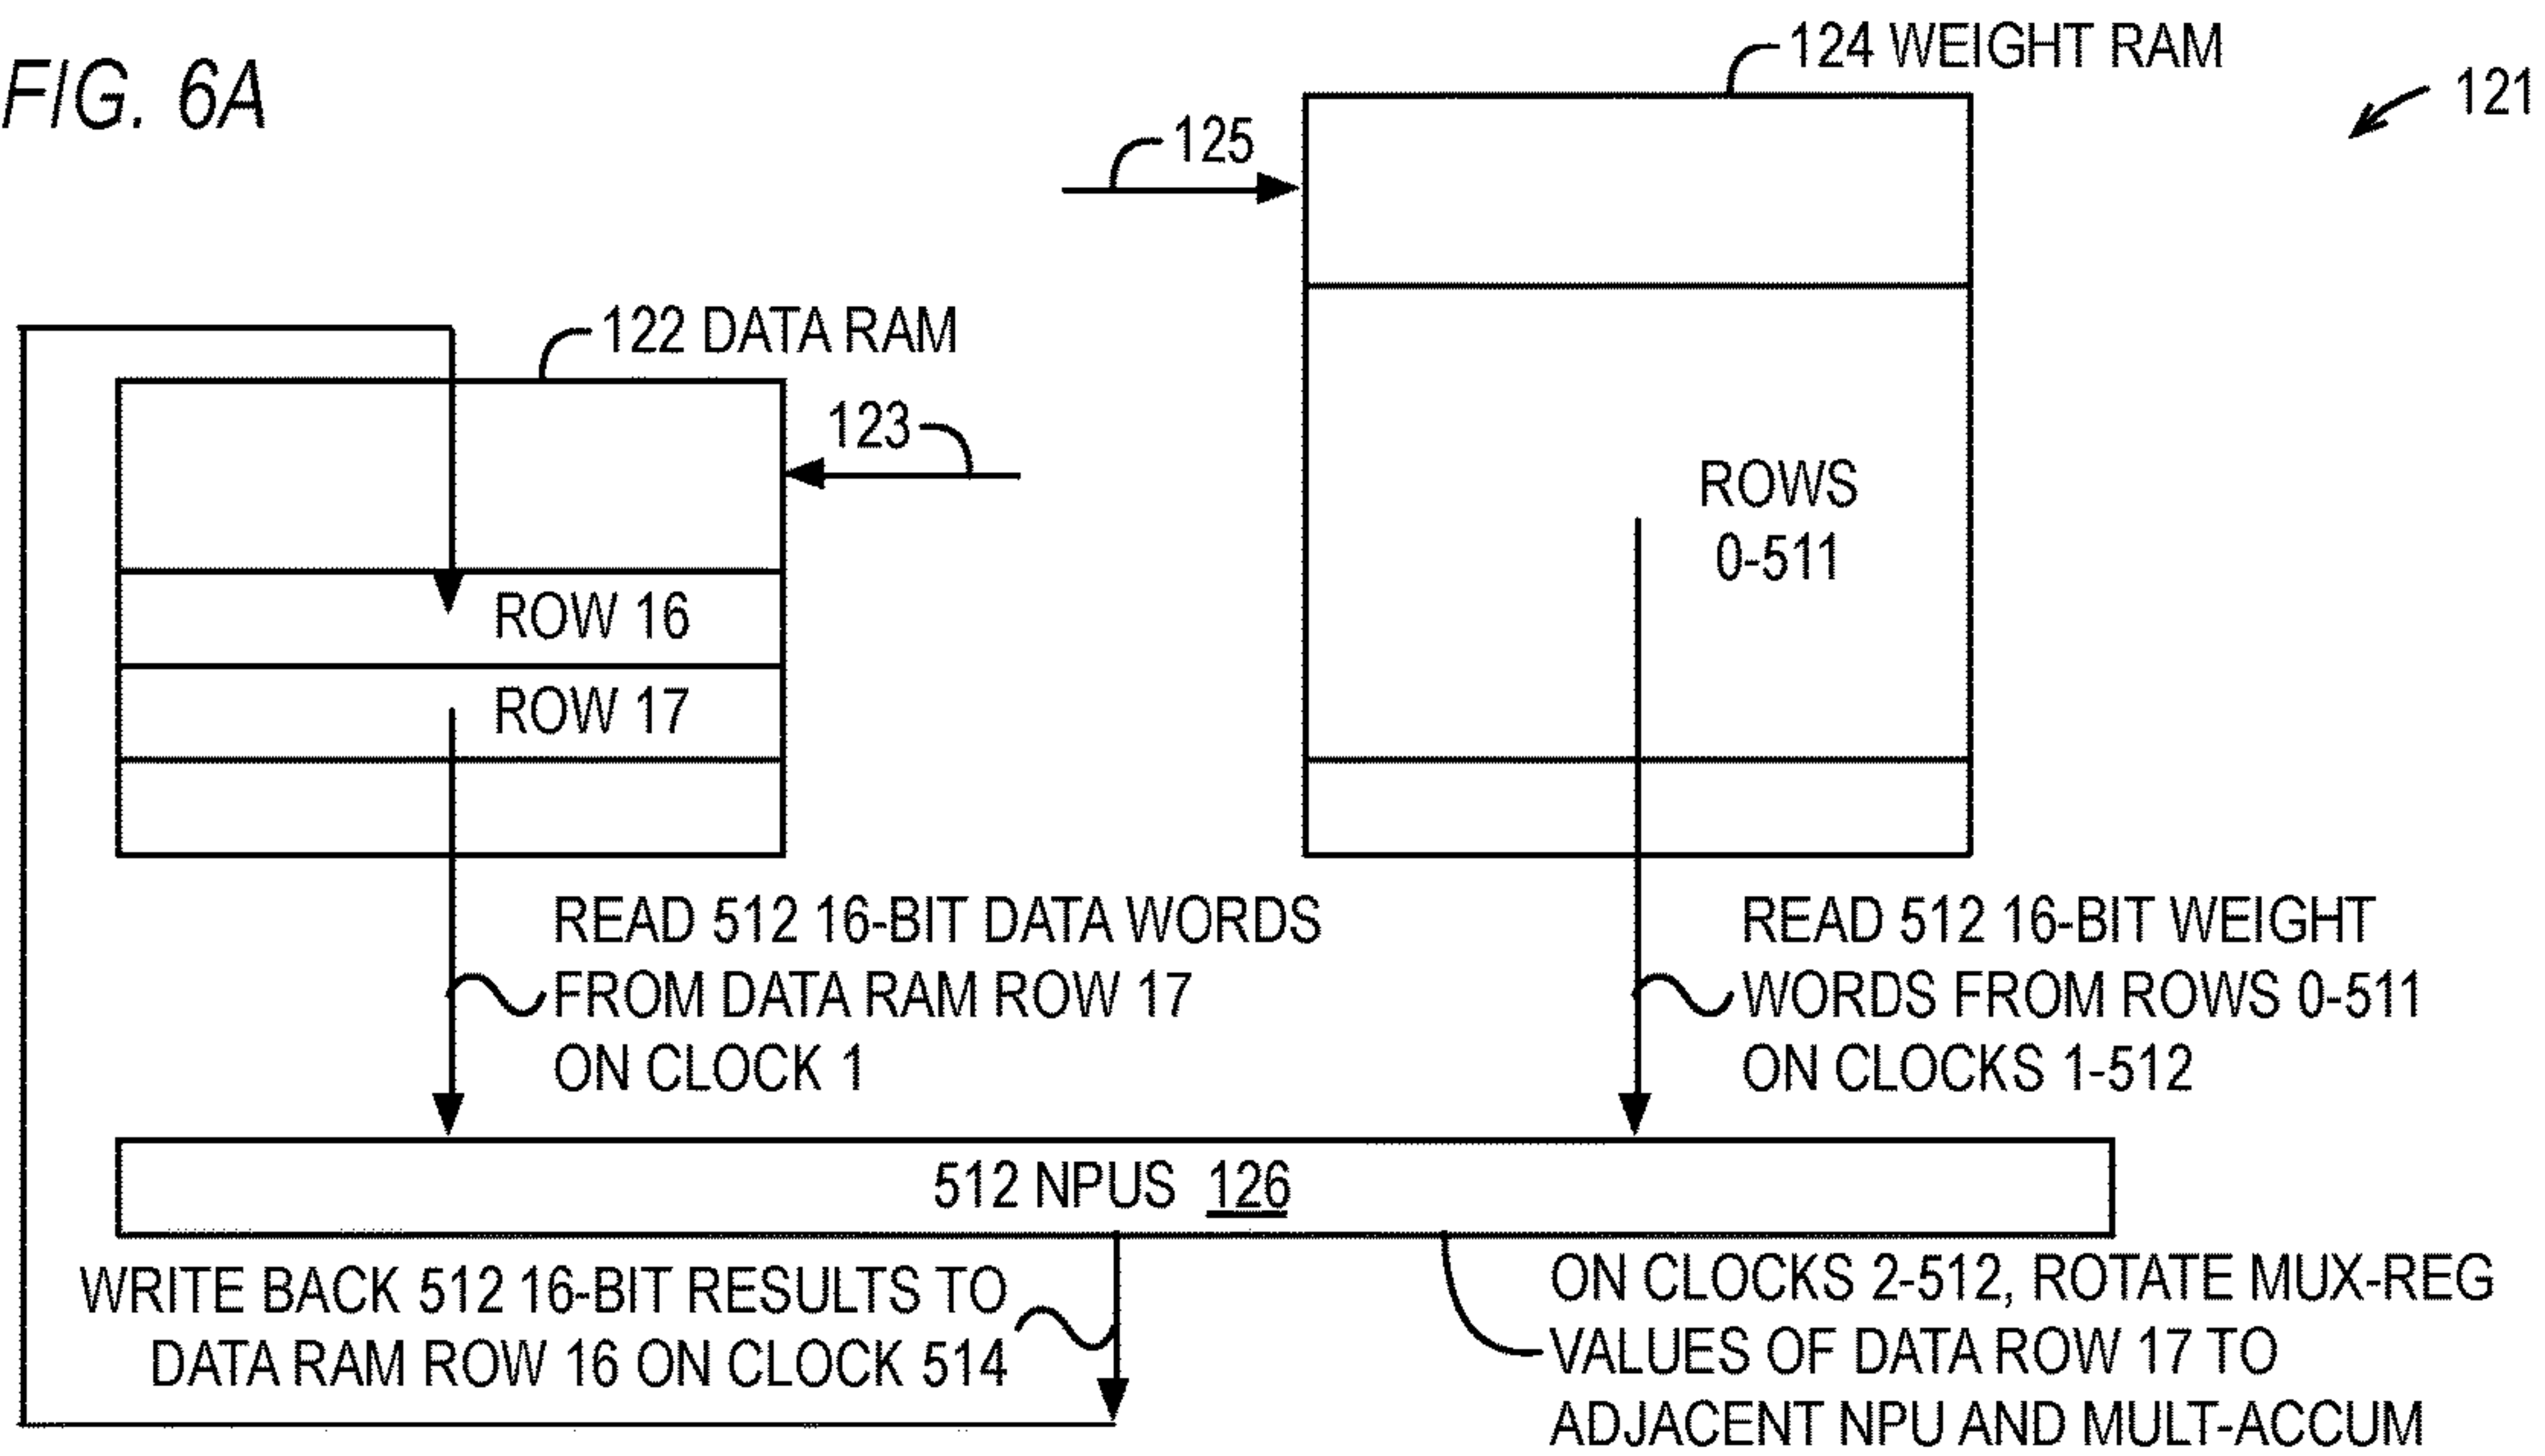 FIG. 6A
124 WEIGHT RAM
121
125
122 DATA RAM
123
ROWS
0-511
ROW 16
ROW 17
READ 512 16-BIT DATA WORDS
FROM DATA RAM ROW 17
ON CLOCK 1
READ 512 16-BIT WEIGHT
WORDS FROM ROWS 0-511
ON CLOCKS 1-512
512 NPUS 126
WRITE BACK 512 16-BIT RESULTS TO
DATA RAM ROW 16 ON CLOCK 514
ON CLOCKS 2-512, ROTATE MUX-REG
VALUES OF DATA ROW 17 TO
ADJACENT NPU AND MULT-ACCUM